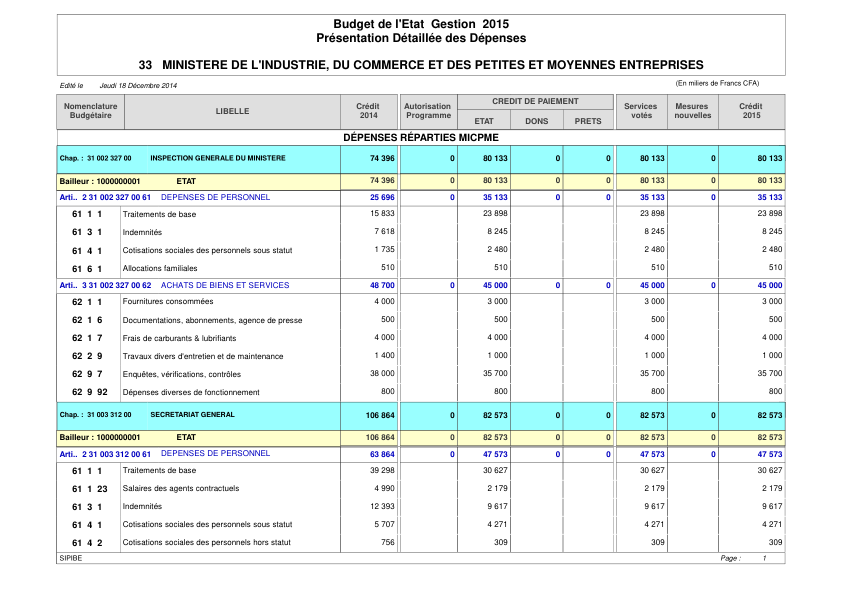 Budget de l'Etat Gestion 2015
Présentation Détaillée des Dépenses
33 MINISTERE DE L'INDUSTRIE, DU COMMERCE ET DES PETITES ET MOYENNES ENTREPRISES
Edité le Jeudi 18 Décembre 2014 (En miliers de Francs CFA)
Nomenclature Budgétaire LIBELLE Crédit 2014 Autorisation Programme CREDIT DE PAIEMENT ETAT DONS PRETS Services votés Mesures nouvelles Crédit 2015
DÉPENSES RÉPARTIES MICPME
Chap. : 31 002 327 00 INSPECTION GENERALE DU MINISTERE 74 396 0 80 133 0 0 80 133 0 80 133
Bailleur : 1000000001 ETAT 74 396 0 80 133 0 0 80 133 0 80 133
Arti.. 2 31 002 327 00 61 DEPENSES DE PERSONNEL 25 696 0 35 133 0 0 35 133 0 35 133
61 1 1 Traitements de base 15 833 23 898 23 898 23 898
61 3 1 Indemnités 7 618 8 245 8 245 8 245
61 4 1 Cotisations sociales des personnels sous statut 1 735 2 480 2 480 2 480
61 6 1 Allocations familiales 510 510 510 510
Arti.. 3 31 002 327 00 62 ACHATS DE BIENS ET SERVICES 48 700 0 45 000 0 0 45 000 0 45 000
62 1 1 Fournitures consommées 4 000 3 000 3 000 3 000
62 1 6 Documentations, abonnements, agence de presse 500 500 500 500
62 1 7 Frais de carburants & lubrifiants 4 000 4 000 4 000 4 000
62 2 9 Travaux divers d'entretien et de maintenance 1 400 1 000 1 000 1 000
62 9 7 Enquêtes, vérifications, contrôles 38 000 35 700 35 700 35 700
62 9 92 Dépenses diverses de fonctionnement 800 800 800 800
Chap. : 31 003 312 00 SECRETARIAT GENERAL 106 864 0 82 573 0 0 82 573 0 82 573
Bailleur : 1000000001 ETAT 106 864 0 82 573 0 0 82 573 0 82 573
Arti.. 2 31 003 312 00 61 DEPENSES DE PERSONNEL 63 864 0 47 573 0 0 47 573 0 47 573
61 1 1 Traitements de base 39 298 30 627 30 627 30 627
61 1 23 Salaires des agents contractuels 4 990 2 179 2 179 2 179
61 3 1 Indemnités 12 393 9 617 9 617 9 617
61 4 1 Cotisations sociales des personnels sous statut 5 707 4 271 4 271 4 271
61 4 2 Cotisations sociales des personnels hors statut 756 309 309 309
SIPIBE Page : 1